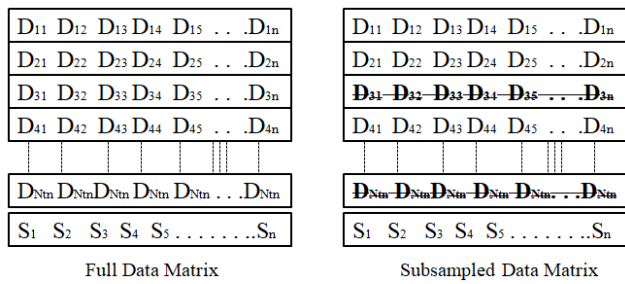 D11 D12 D13 D14 D15 . . .D1n
D21 D22 D23 D24 D25 . . .D2n
D31 D32 D33 D34 D35 . . .D3n
D41 D42 D43 D44 D45 . . .D4n
DNtn DNtn DNtn DNtn DNtn . . .DNtn
S1 S2 S3 S4 S5 . . . . . . . .Sn
Full Data Matrix
D11 D12 D13 D14 D15 . . .D1n
D21 D22 D23 D24 D25 . . .D2n
D31 D32 D33 D34 D35 . . .D3n
D41 D42 D43 D44 D45 . . .D4n
DNtn DNtn DNtn DNtn DNtn. . .DNtn
S1 S2 S3 S4 S5 . . . . . . . .Sn
Subsampled Data Matrix